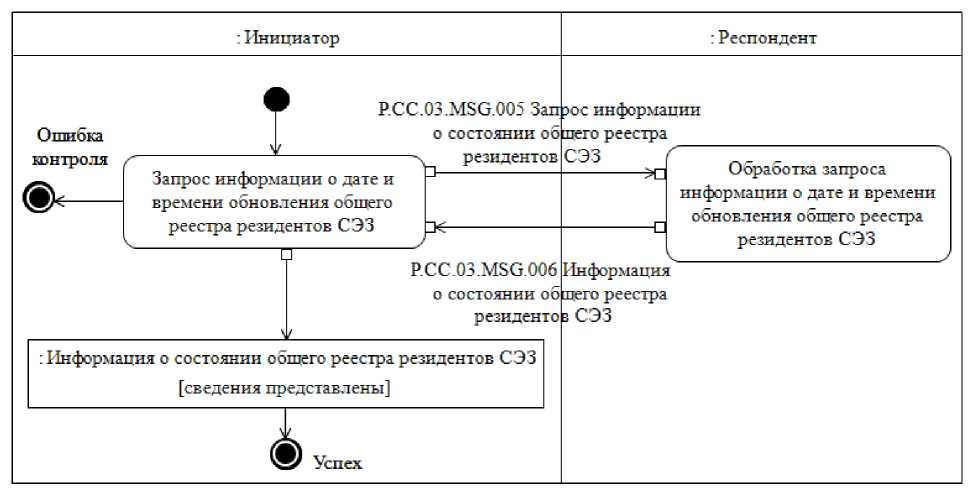 : Инициатор
: Респондент
P.CC.03.MSG.005 Запрос информации
о состоянии общего реестра
резидентов СЭЗ
Ошибка
контроля
Запрос информации о дате и
времени обновления общего
реестра резидентов СЭЗ
Обработка запроса
информации о дате и времени
обновления общего реестра
резидентов СЭЗ
P.CC.03.MSG.006 Информация
о состоянии общего реестра
резидентов СЭЗ
: Информация о состоянии общего реестра резидентов СЭЗ
[сведения представлены]
Успех